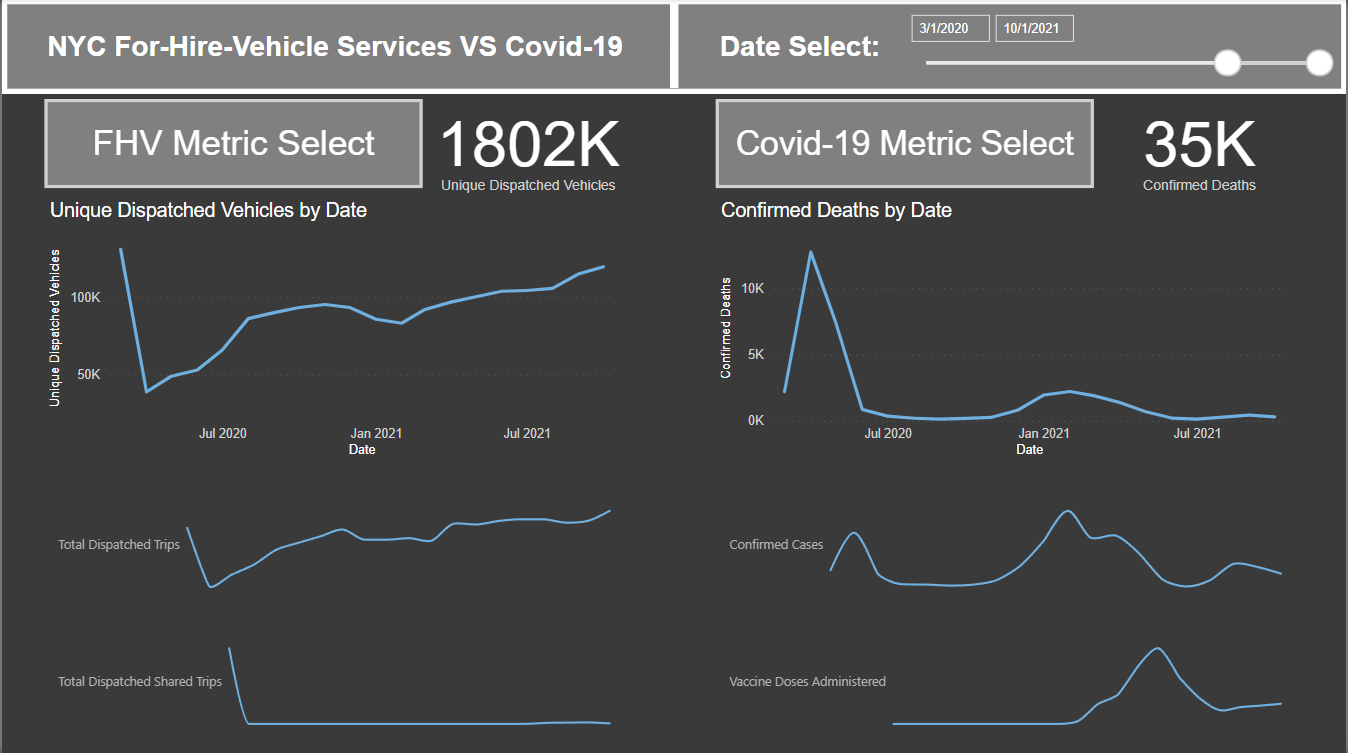 NYC For-Hire-Vehicle Services VS Covid-19
Date Select:
3/1/2020
10/1/2021
FHV Metric Select
1802K
Unique Dispatched Vehicles
Covid-19 Metric Select
35K
Confirmed Deaths
Unique Dispatched Vehicles by Date
Unique Dispatched Vehicles
100K
50K
Jul 2020
Jan 2021
Jul 2021
Date
Confirmed Deaths by Date
Confirmed Deaths
10K
5K
0K
Jul 2020
Jan 2021
Jul 2021
Date
Total Dispatched Trips
Confirmed Cases
Total Dispatched Shared Trips
Vaccine Doses Administered